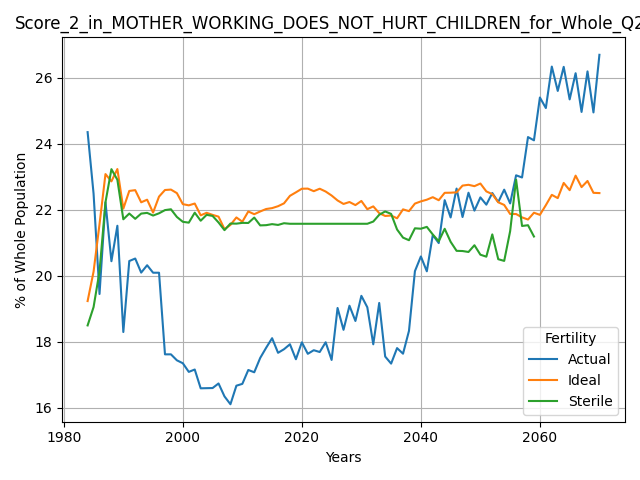 Score_2_in_MOTHER_WORKING_DOES_NOT_HURT_CHILDREN_for_Whole_Q2
% of Whole Population
26
24
22
20
18
16
1980
2000
2020
2040
2060
Years
Fertility
Actual
Ideal
Sterile